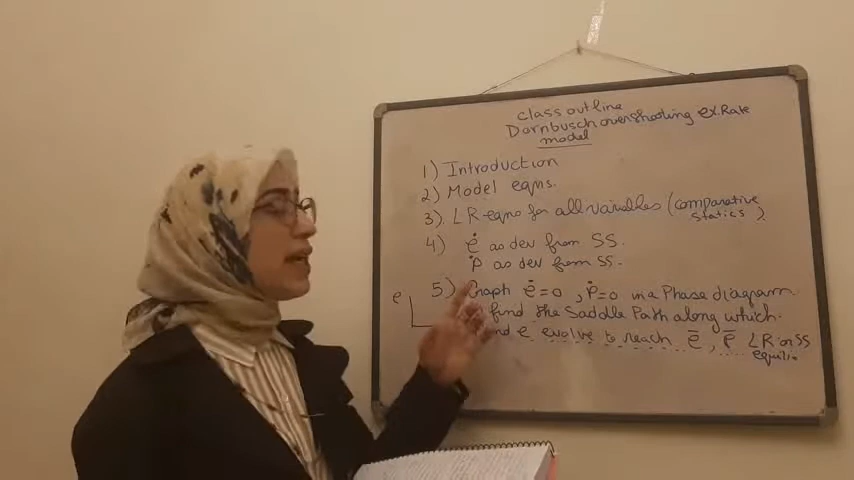 class outline
Dornbusch overshooting ex.Rate
model
1) Introduction
2) Model eqns.
3). LR-eqns for all variables (comparative
statics)
4) ė as dev from SS.
ṗ as dev from SS.
5) Graph ė=0, ṗ=0 in a Phase diagram.
e
find the Saddle Path along which.
e evolve to reach ē, p̄ LR or SS
equili.